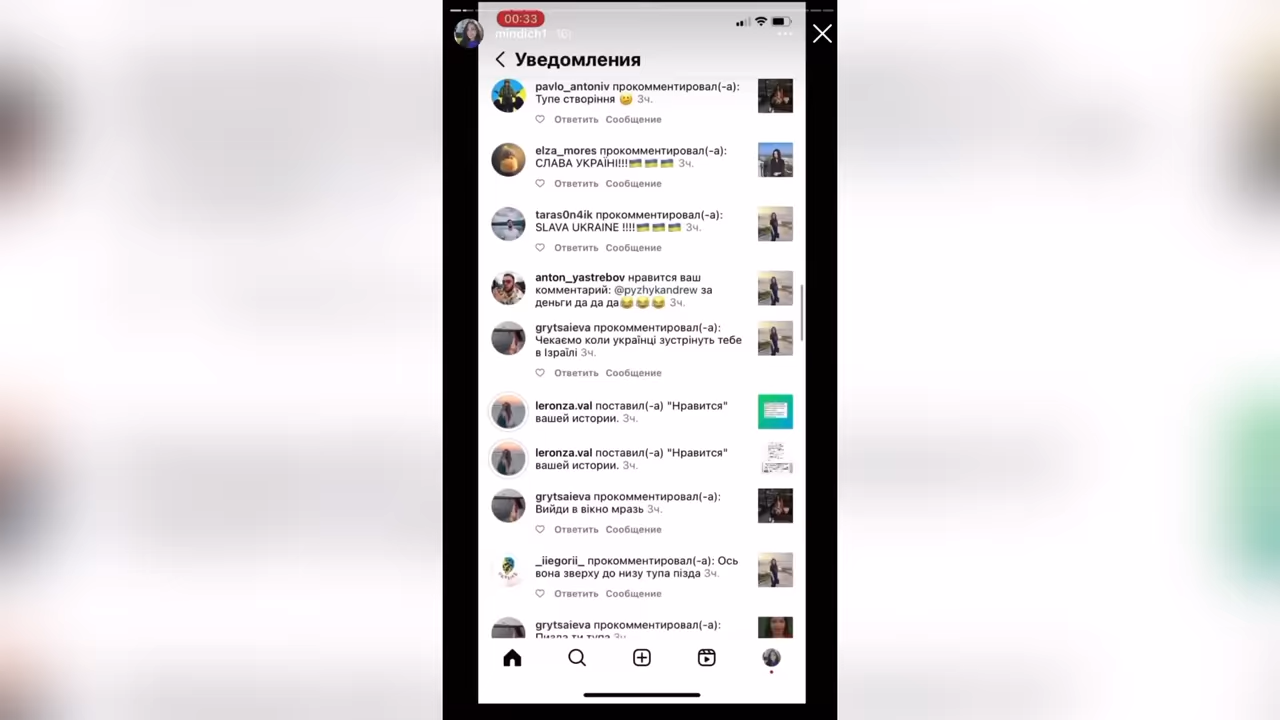 00:33
mindich1
Уведомления
pavlo_antoniv прокомментировал(-а):
Тупе створіння 😆 3ч.
Ответить Сообщение
elza_mores прокомментировал(-а):
СЛАВА УКРАЇНІ!!!🇺🇦🇺🇦🇺🇦 3ч.
Ответить Сообщение
taras0n4ik прокомментировал(-а):
SLAVA UKRAINE !!!!🇺🇦🇺🇦🇺🇦 3ч.
Ответить Сообщение
anton_yastrebov нравится ваш
комментарий: @pyzhykandrew за
деньги да да да😂😂😂 3ч.
grytsaieva прокомментировал(-а):
Чекаємо коли українці зустрінуть тебе
в Ізраїлі 3ч.
Ответить Сообщение
leronza.val поставил(-а) "Нравится"
вашей истории. 3ч.
leronza.val поставил(-а) "Нравится"
вашей истории. 3ч.
grytsaieva прокомментировал(-а):
Вийди в вікно мразь 3ч.
Ответить Сообщение
_iiegorii_ прокомментировал(-а): Ось
вона зверху до низу тупа пізда 3ч.
Ответить Сообщение
grytsaieva прокомментировал(-а):